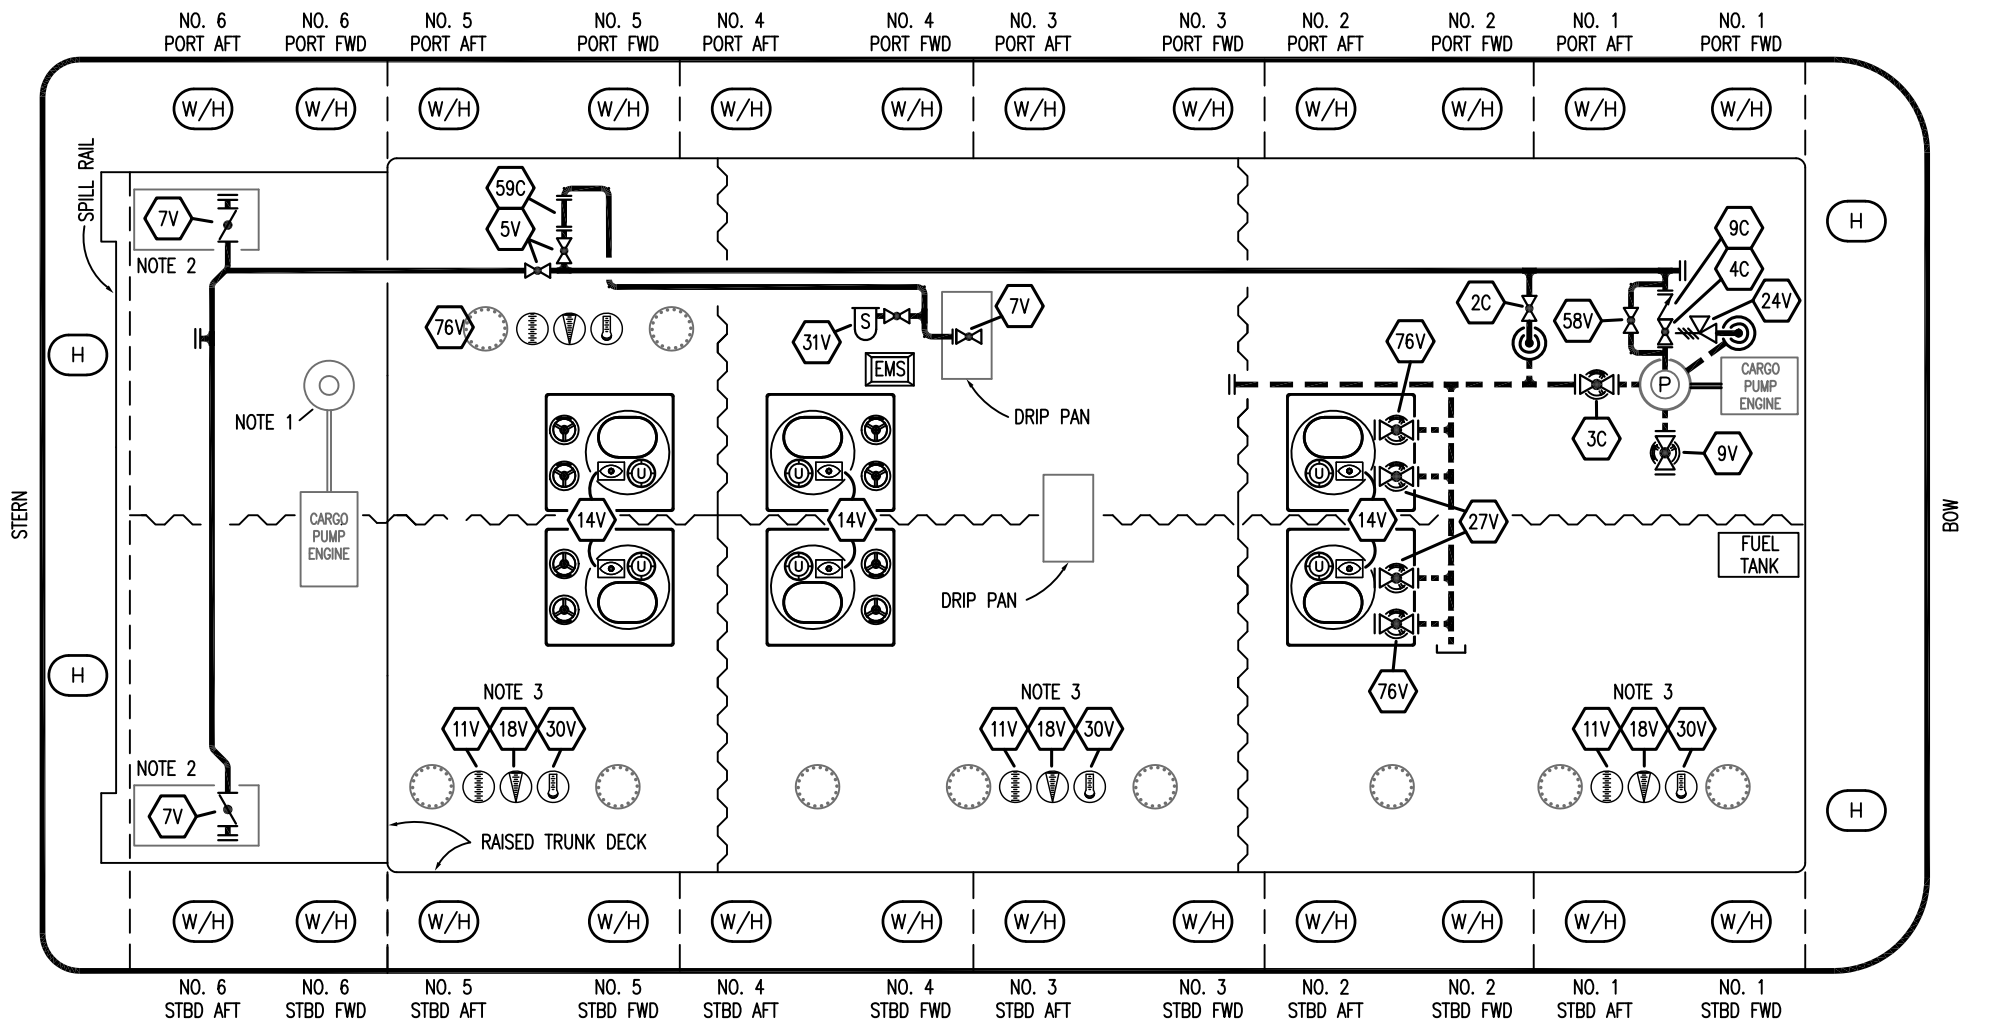 NO. 6
PORT AFT
NO. 6
PORT FWD
NO. 5
PORT AFT
NO. 5
PORT FWD
NO. 4
PORT AFT
NO. 4
PORT FWD
NO. 3
PORT AFT
NO. 3
PORT FWD
NO. 2
PORT AFT
NO. 2
PORT FWD
NO. 1
PORT AFT
NO. 1
PORT FWD
W/H
W/H
W/H
W/H
W/H
W/H
W/H
W/H
W/H
W/H
W/H
W/H
SPILL RAIL
7V
NOTE 2
59C
5V
76V
H
NOTE 1
CARGO
PUMP
ENGINE
STERN
31V
S
EMS
7V
DRIP PAN
2C
58V
9C
4C
24V
H
76V
P
CARGO
PUMP
ENGINE
3C
9V
U
U
U
14V
14V
14V
27V
U
U
U
DRIP PAN
FUEL
TANK
BOW
76V
H
NOTE 3
11V
18V
30V
NOTE 3
11V
18V
30V
NOTE 3
11V
18V
30V
NOTE 2
7V
RAISED TRUNK DECK
H
W/H
W/H
W/H
W/H
W/H
W/H
W/H
W/H
W/H
W/H
W/H
W/H
NO. 6
STBD AFT
NO. 6
STBD FWD
NO. 5
STBD AFT
NO. 5
STBD FWD
NO. 4
STBD AFT
NO. 4
STBD FWD
NO. 3
STBD AFT
NO. 3
STBD FWD
NO. 2
STBD AFT
NO. 2
STBD FWD
NO. 1
STBD AFT
NO. 1
STBD FWD